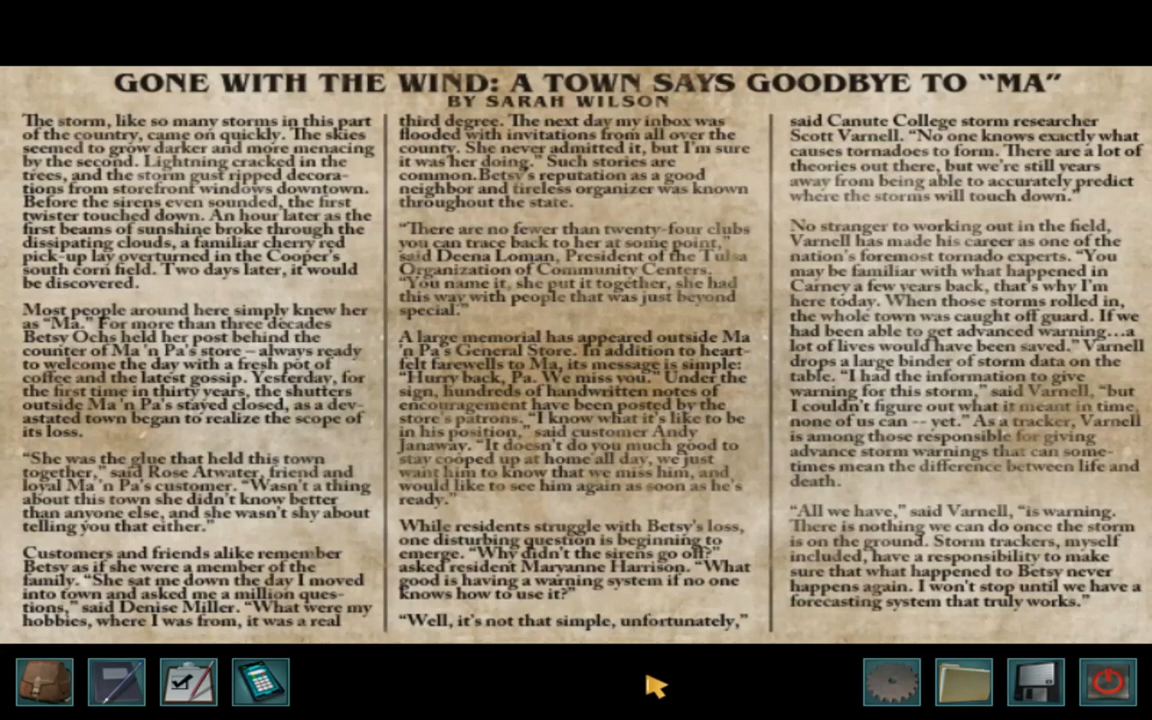 GONE WITH THE WIND: A TOWN SAYS GOODBYE TO "MA"
BY SARAH WILSON
The storm, like so many storms in this part
of the country, came on quickly. The skies
seemed to grow darker and more menacing
by the second. Lightning cracked in the
trees, and the storm gust ripped decora-
tions from storefront windows downtown.
Before the sirens even sounded, the first
twister touched down. An hour later as the
first beams of sunshine broke through the
dissipating clouds, a familiar cherry red
pick-up lay overturned in the Cooper's
south corn field. Two days later, it would
be discovered.
Most people around here simply knew her
as "Ma." For more than three decades
Betsy Ochs held her post behind the
counter of Ma 'n Pa's store – always ready
to welcome the day with a fresh pot of
coffee and the latest gossip. Yesterday, for
the first time in thirty years, the shutters
outside Ma 'n Pa's stayed closed, as a dev-
astated town began to realize the scope of
its loss.
"She was the glue that held this town
together," said Rose Atwater, friend and
loyal Ma 'n Pa's customer. "Wasn't a thing
about this town she didn't know better
than anyone else, and she wasn't shy about
telling you that either."
Customers and friends alike remember
Betsy as if she were a member of the
family. "She sat me down the day I moved
into town and asked me a million ques-
tions," said Denise Miller. "What were my
hobbies, where I was from, it was a real
third degree. The next day my inbox was
flooded with invitations from all over the
county. She never admitted it, but I'm sure
it was her doing." Such stories are
common.Betsy's reputation as a good
neighbor and tireless organizer was known
throughout the state.
"There are no fewer than twenty-four clubs
you can trace back to her at some point,"
said Deena Loman, President of the Tulsa
Organization of Community Centers.
"You name it, she put it together, she had
this way with people that was just beyond
special."
A large memorial has appeared outside Ma
'n Pa's General Store. In addition to heart-
felt farewells to Ma, its message is simple:
"Hurry back, Pa. We miss you." Under the
sign, hundreds of handwritten notes of
encouragement have been posted by the
store's patrons. "I know what it's like to be
in his position," said customer Andy
Janaway. "It doesn't do you much good to
stay cooped up at home all day, we just
want him to know that we miss him, and
would like to see him again as soon as he's
ready."
While residents struggle with Betsy's loss,
one disturbing question is beginning to
emerge. "Why didn't the sirens go off?"
asked resident Maryanne Harrison. "What
good is having a warning system if no one
knows how to use it?"
"Well, it's not that simple, unfortunately,"
said Canute College storm researcher
Scott Varnell. "No one knows exactly what
causes tornadoes to form. There are a lot of
theories out there, but we're still years
away from being able to accurately predict
where the storms will touch down."
No stranger to working out in the field,
Varnell has made his career as one of the
nation's foremost tornado experts. "You
may be familiar with what happened in
Carney a few years back, that's why I'm
here today. When those storms rolled in,
the whole town was caught off guard. If we
had been able to get advanced warning...a
lot of lives would have been saved." Varnell
drops a large binder of storm data on the
table. "I had the information to give
warning for this storm," said Varnell, "but
I couldn't figure out what it meant in time,
none of us can -- yet." As a tracker, Varnell
is among those responsible for giving
advance storm warnings that can some-
times mean the difference between life and
death.
"All we have," said Varnell, "is warning.
There is nothing we can do once the storm
is on the ground. Storm trackers, myself
included, have a responsibility to make
sure that what happened to Betsy never
happens again. I won't stop until we have a
forecasting system that truly works."